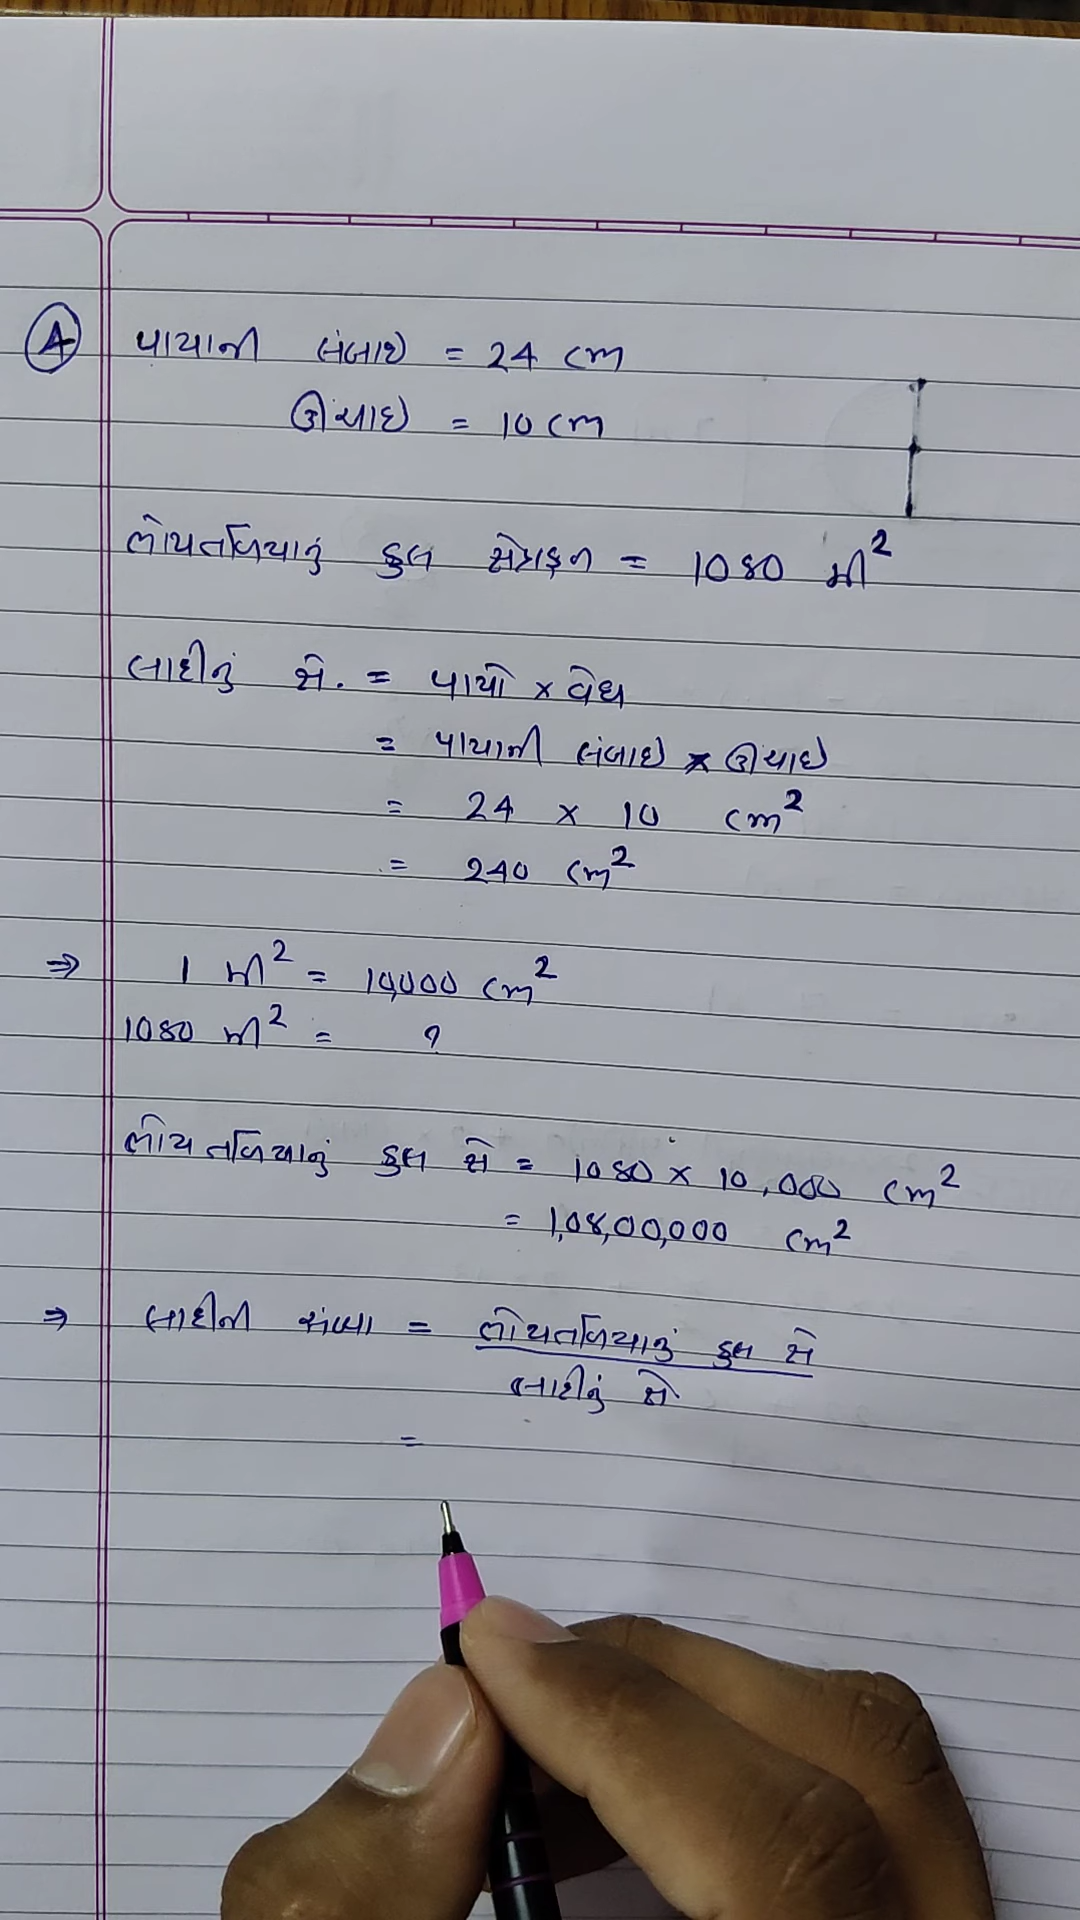 A પાયાની લંબાઈ = 24 cm
ઊંચાઈ = 10 cm
ભોંયતળિયાનું કુલ ક્ષેત્રફળ = 1080 મી²
લાદીનું ક્ષે. = પાયો × વેધ
= પાયાની લંબાઈ × ઊંચાઈ
= 24 × 10 cm²
= 240 cm²
⇒ 1 મી² = 10,000 cm²
1080 મી² = ?
ભોંયતળિયાનું કુલ ક્ષે = 1080 × 10,000 cm²
= 1,08,00,000 cm²
⇒ લાદીની સંખ્યા = ભોંયતળિયાનું કુલ ક્ષે
લાદીનું ક્ષે.
=